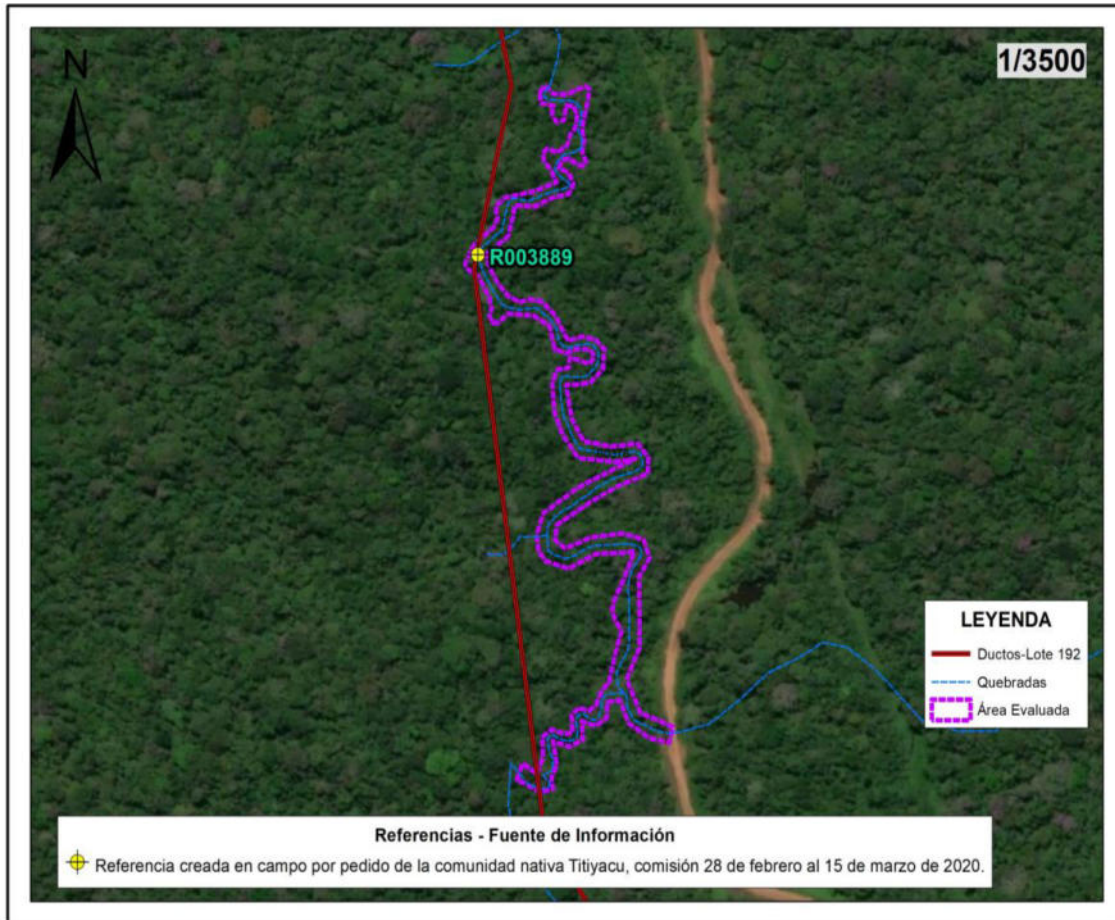 N
1/3500
R003889
LEYENDA
Ductos-Lote 192
Quebradas
Área Evaluada
Referencias - Fuente de Información
Referencia creada en campo por pedido de la comunidad nativa Titiyacu, comisión 28 de febrero al 15 de marzo de 2020.